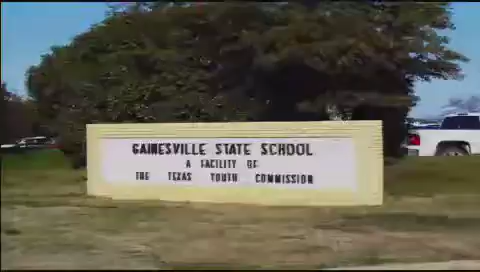 GAINESVILLE STATE SCHOOL
A FACILITY OF
THE TEXAS YOUTH COMMISSION